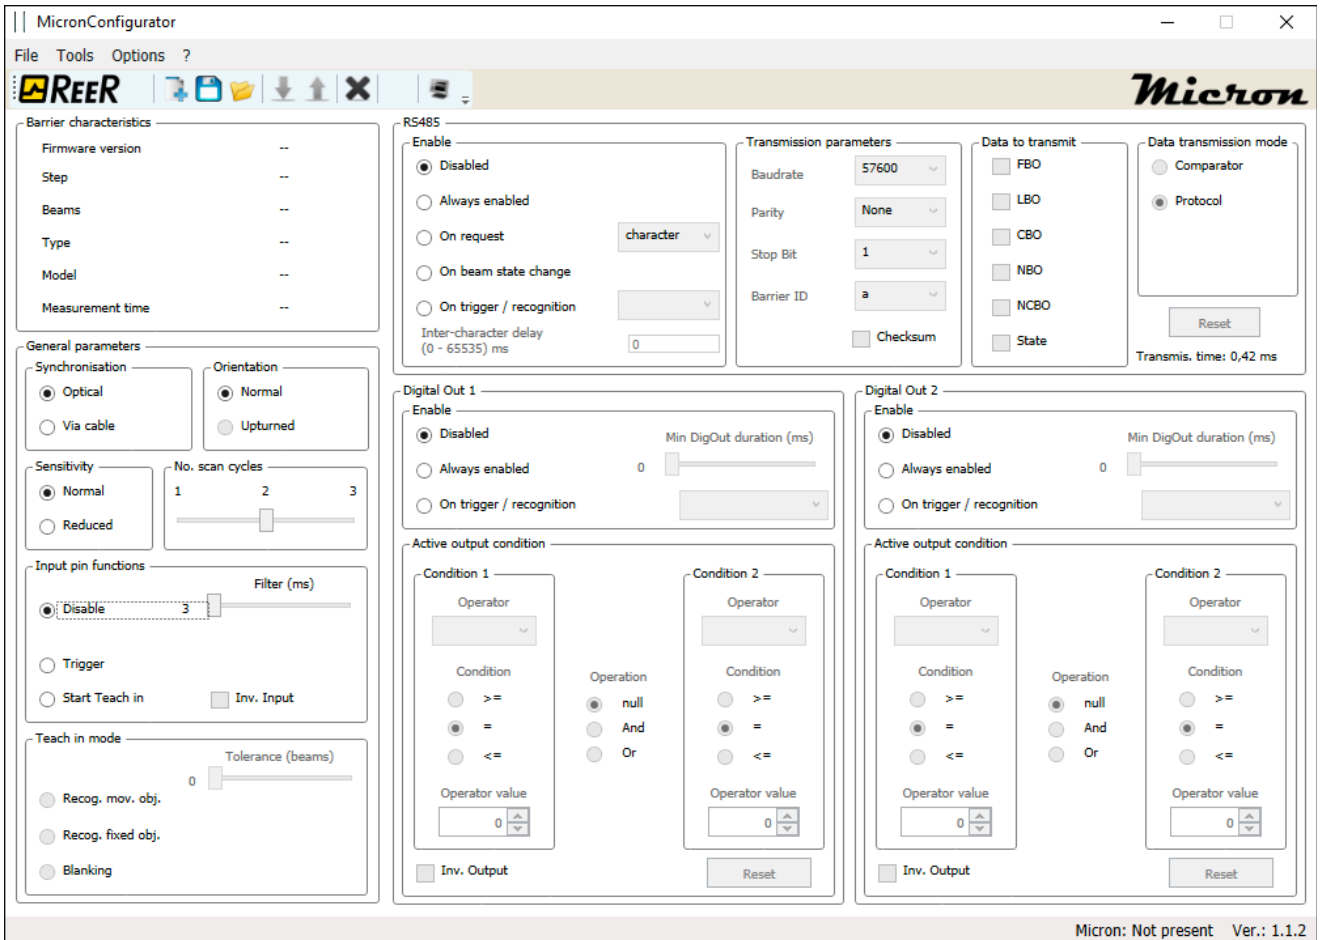 MicronConfigurator
File Tools Options ?
REER
Micron
Barrier characteristics
Firmware version --
Step --
Beams --
Type --
Model --
Measurement time --
General parameters
Synchronisation
Optical
Via cable
Orientation
Normal
Upturned
Sensitivity
Normal
Reduced
No. scan cycles
1 2 3
Input pin functions
Filter (ms)
Disable 3
Trigger
Start Teach in Inv. Input
Teach in mode
Tolerance (beams)
0
Recog. mov. obj.
Recog. fixed obj.
Blanking
RS485
Enable
Disabled
Always enabled
On request character
On beam state change
On trigger / recognition
Inter-character delay
(0 - 65535) ms 0
Transmission parameters
Baudrate 57600
Parity None
Stop Bit 1
Barrier ID a
Checksum
Data to transmit
FBO
LBO
CBO
NBO
NCBO
State
Data transmission mode
Comparator
Protocol
Reset
Transmis. time: 0,42 ms
Digital Out 1
Enable
Disabled
Min DigOut duration (ms)
Always enabled 0
On trigger / recognition
Active output condition
Condition 1
Operator
Condition
>=
=
<=
Operator value
0
Operation
null
And
Or
Condition 2
Operator
Condition
>=
=
<=
Operator value
0
Inv. Output
Reset
Digital Out 2
Enable
Disabled
Min DigOut duration (ms)
Always enabled 0
On trigger / recognition
Active output condition
Condition 1
Operator
Condition
>=
=
<=
Operator value
0
Operation
null
And
Or
Condition 2
Operator
Condition
>=
=
<=
Operator value
0
Inv. Output
Reset
Micron: Not present Ver.: 1.1.2